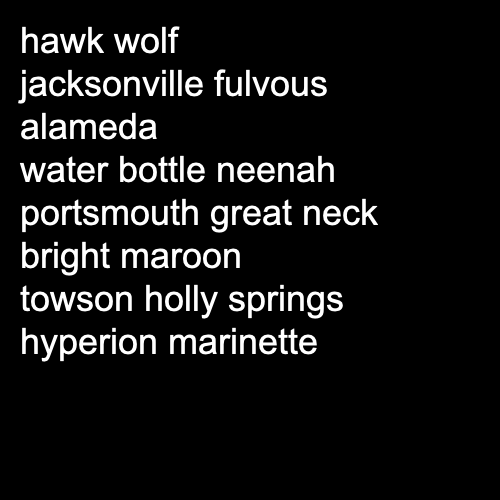 hawk wolf
jacksonville fulvous
alameda
water bottle neenah
portsmouth great neck
bright maroon
towson holly springs
hyperion marinette